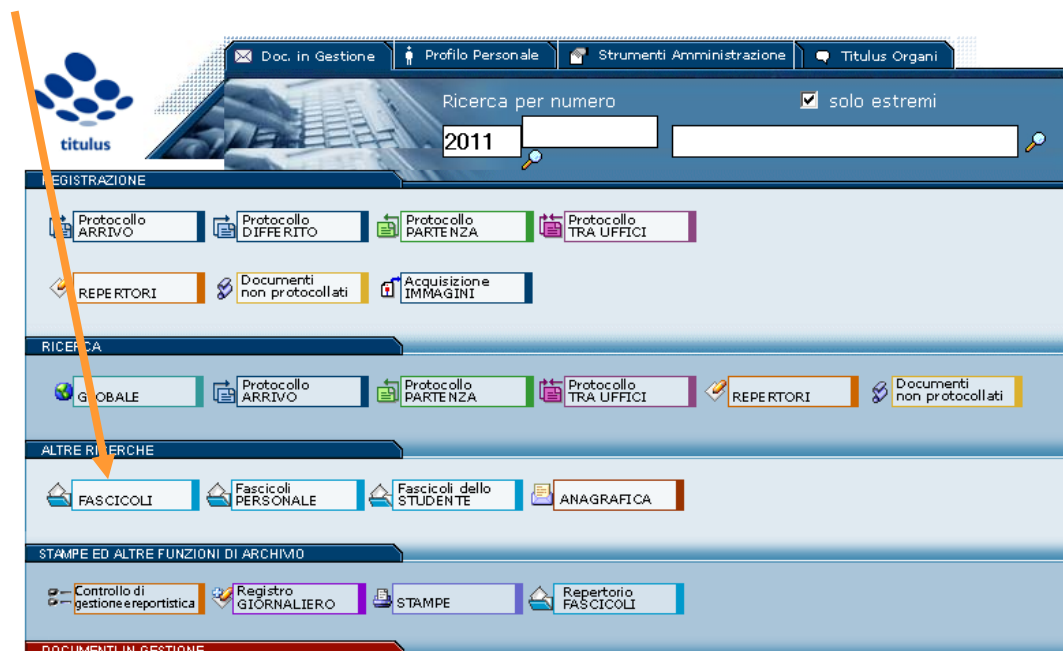 Doc. in Gestione
Profilo Personale
Strumenti Amministrazione
Titulus Organi
titulus
Ricerca per numero
solo estremi
2011
REGISTRAZIONE
Protocollo
ARRIVO
Protocollo
DIFFERITO
Protocollo
PARTENZA
Protocollo
TRA UFFICI
REPERTORI
Documenti
non protocollati
Acquisizione
IMMAGINI
RICERCA
GLOBALE
Protocollo
ARRIVO
Protocollo
PARTENZA
Protocollo
TRA UFFICI
REPERTORI
Documenti
non protocollati
ALTRE RICERCHE
FASCICOLI
Fascicoli
PERSONALE
Fascicoli dello
STUDENTE
ANAGRAFICA
STAMPE ED ALTRE FUNZIONI DI ARCHIVIO
Controllo di
gestione e reportistica
Registro
GIORNALIERO
STAMPE
Repertorio
FASCICOLI
DOCUMENTI IN GESTIONE